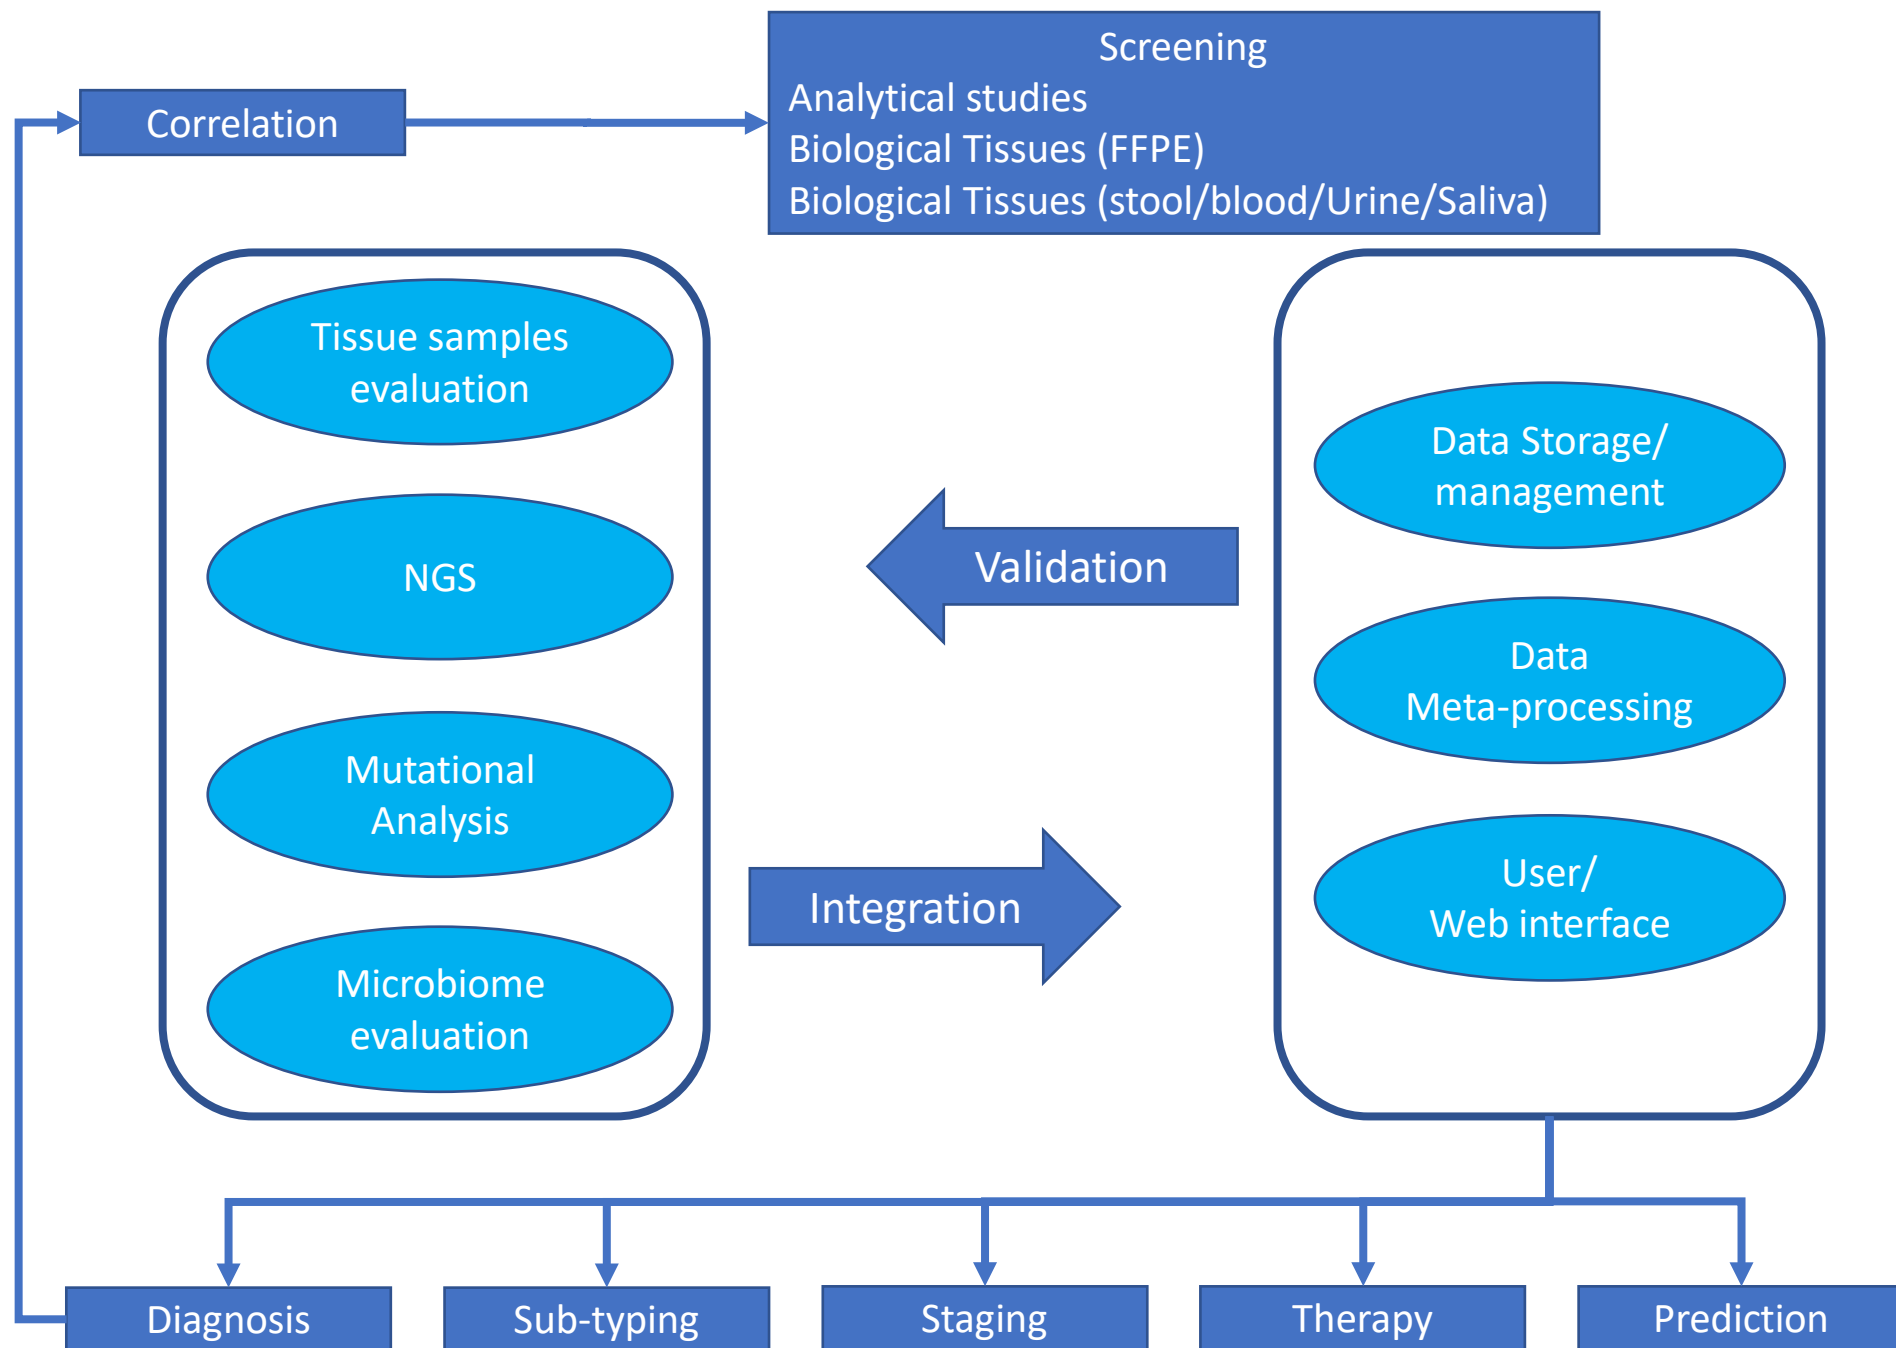 Screening
Analytical studies
Biological Tissues (FFPE)
Biological Tissues (stool/blood/Urine/Saliva)
Correlation
Tissue samples
evaluation
NGS
Mutational
Analysis
Microbiome
evaluation
Validation
Integration
Data Storage/
management
Data
Meta-processing
User/
Web interface
Diagnosis
Sub-typing
Staging
Therapy
Prediction